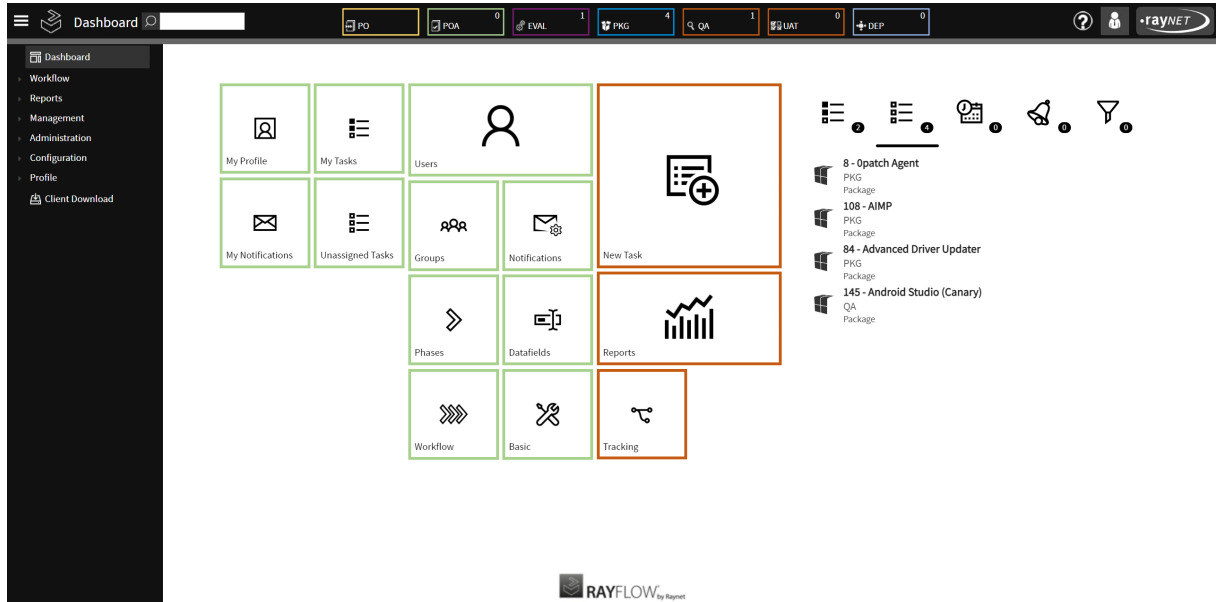 Dashboard
PO
POA 0
EVAL 1
PKG 4
QA 1
UAT 0
DEP 0
?
•rayNET
Dashboard
Workflow
Reports
Management
Administration
Configuration
Profile
Client Download
My Profile
My Tasks
Users
My Notifications
Unassigned Tasks
Groups
Notifications
New Task
Phases
Datafields
Reports
Workflow
Basic
Tracking
2
4
0
0
0
8 - 0patch Agent
PKG
Package
108 - AIMP
PKG
Package
84 - Advanced Driver Updater
PKG
Package
145 - Android Studio (Canary)
QA
Package
RAYFLOW by Raynet